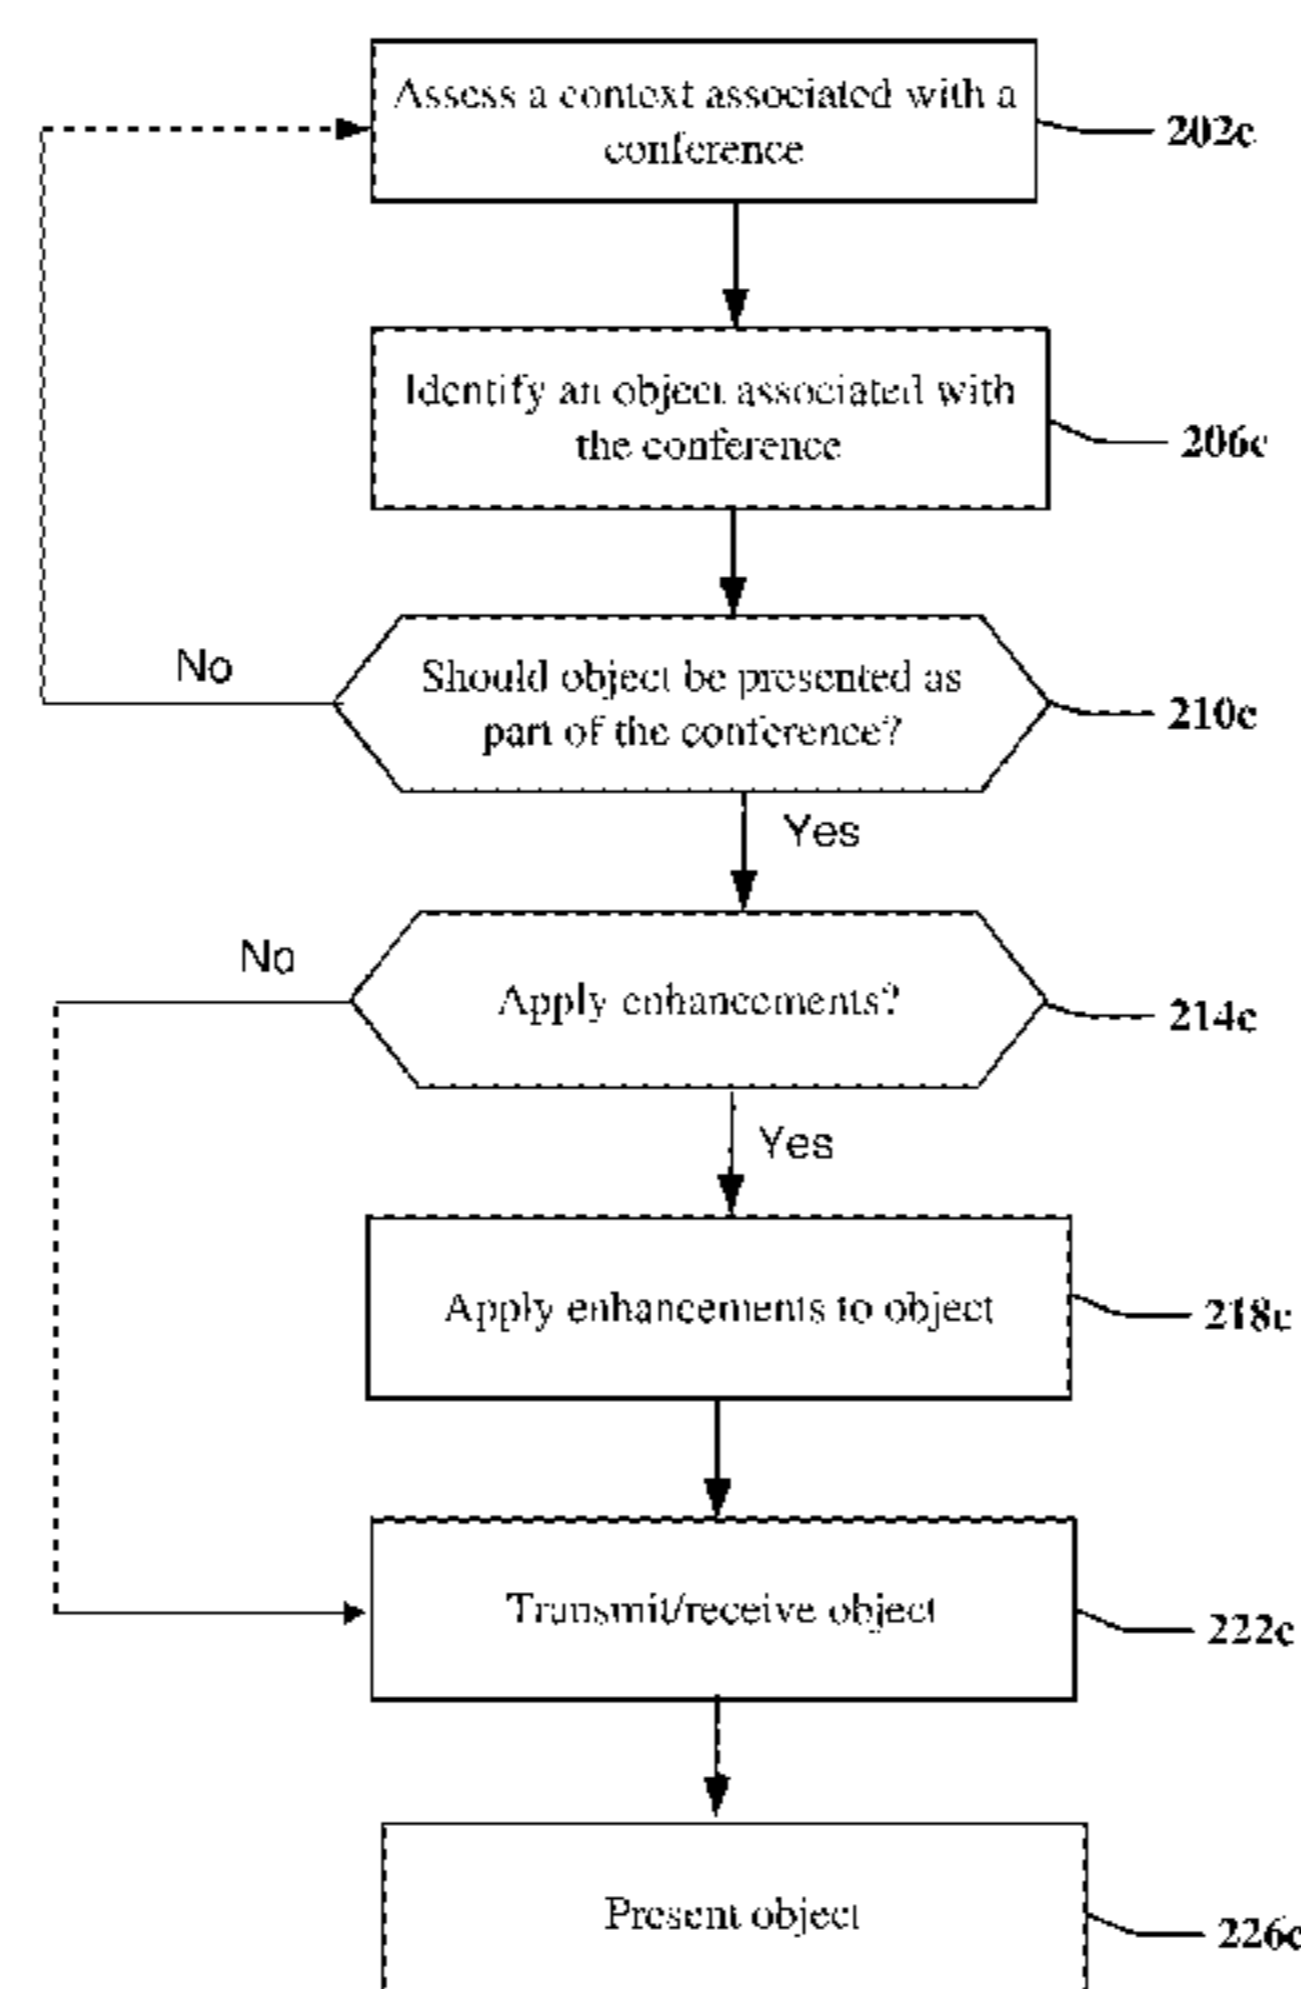 Assess a context associated with a
conference
202c
Identify an object associated with
the conference
206c
No
Should object be presented as
part of the conference?
210c
Yes
No
Apply enhancements?
214c
Yes
Apply enhancements to object
218c
Transmit/receive object
222c
Present object
226c